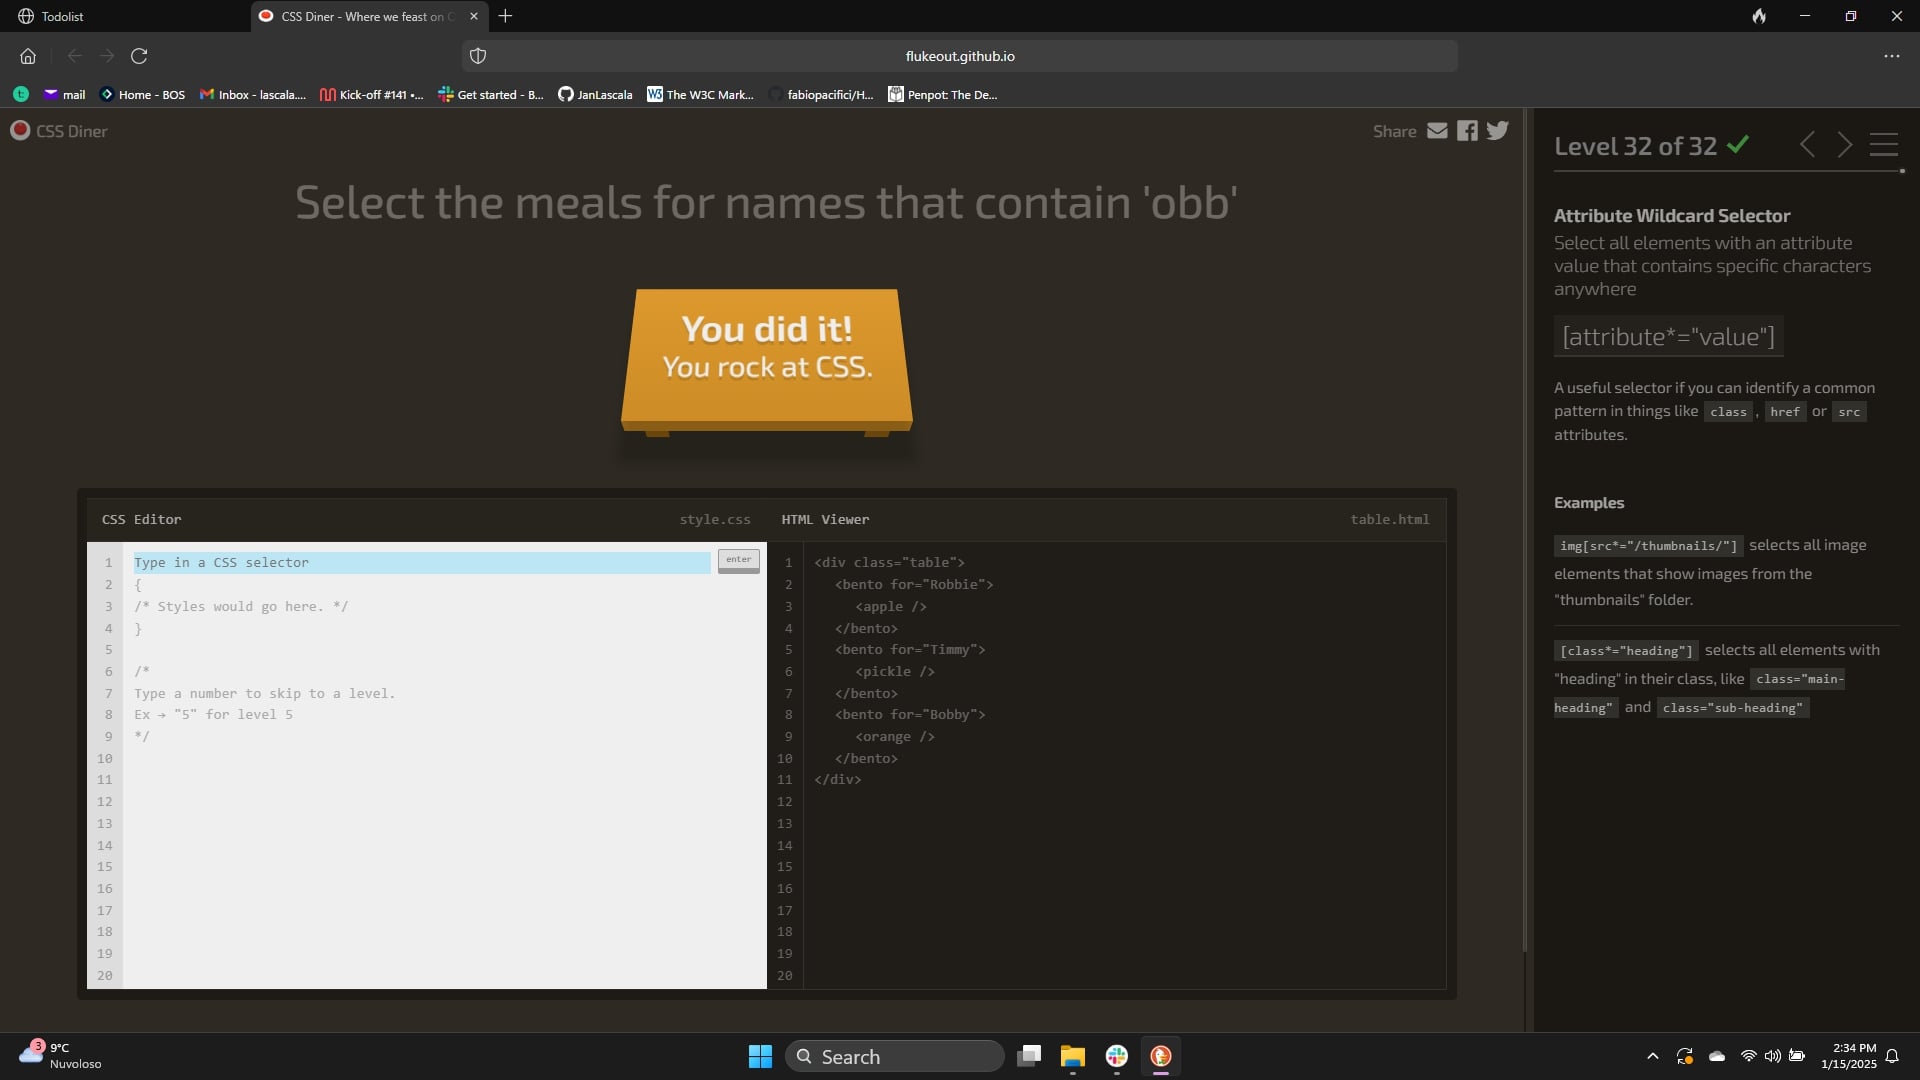 Todolist
CSS Diner - Where we feast on C
flukeout.github.io
mail
Home - BOS
Inbox - lascala....
Kick-off #141 •...
Get started - B...
JanLascala
The W3C Mark...
fabiopacifici/H...
Penpot: The De...
CSS Diner
Share
Select the meals for names that contain 'obb'
You did it!
You rock at CSS.
CSS Editor
style.css
HTML Viewer
table.html
1 Type in a CSS selector
enter
2 {
3 /* Styles would go here. */
4 }
5
6 /*
7 Type a number to skip to a level.
8 Ex → "5" for level 5
9 */
10
11
12
13
14
15
16
17
18
19
20
1 <div class="table">
2 <bento for="Robbie">
3 <apple />
4 </bento>
5 <bento for="Timmy">
6 <pickle />
7 </bento>
8 <bento for="Bobby">
9 <orange />
10 </bento>
11 </div>
12
13
14
15
16
17
18
19
20
Level 32 of 32
Attribute Wildcard Selector
Select all elements with an attribute
value that contains specific characters
anywhere
[attribute*="value"]
A useful selector if you can identify a common
pattern in things like class , href or src
attributes.
Examples
img[src*="/thumbnails/"] selects all image
elements that show images from the
"thumbnails" folder.
[class*="heading"] selects all elements with
"heading" in their class, like class="main-
heading" and class="sub-heading"
3
9°C
Nuvoloso
Search
2:34 PM
1/15/2025